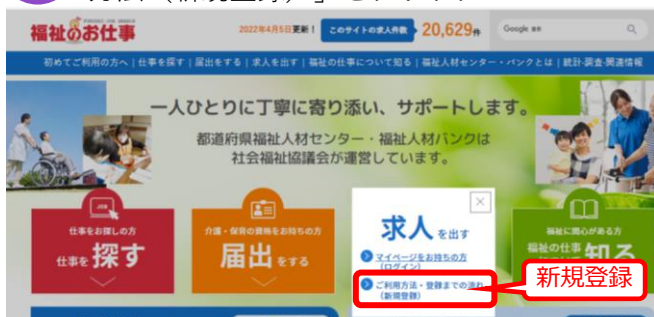 福祉のお仕事
2022年4月5日更新！
このサイトの求人件数
20,629件
Google
初めてご利用の方へ｜仕事を探す｜届出をする｜求人を出す｜福祉の仕事について知る｜福祉人材センター・バンクとは｜統計・調査・関連情報
一人ひとりに丁寧に寄り添い、サポートします。
都道府県福祉人材センター・福祉人材バンクは
社会福祉協議会が運営しています。
JOB
仕事をお探しの方
仕事を探す
介護・保育の資格をお持ちの方
届出をする
求人を出す
マイページをお持ちの方
（ログイン）
ご利用方法・登録までの流れ
（新規登録）
福祉に関心がある方
福祉の仕事
知る
新規登録